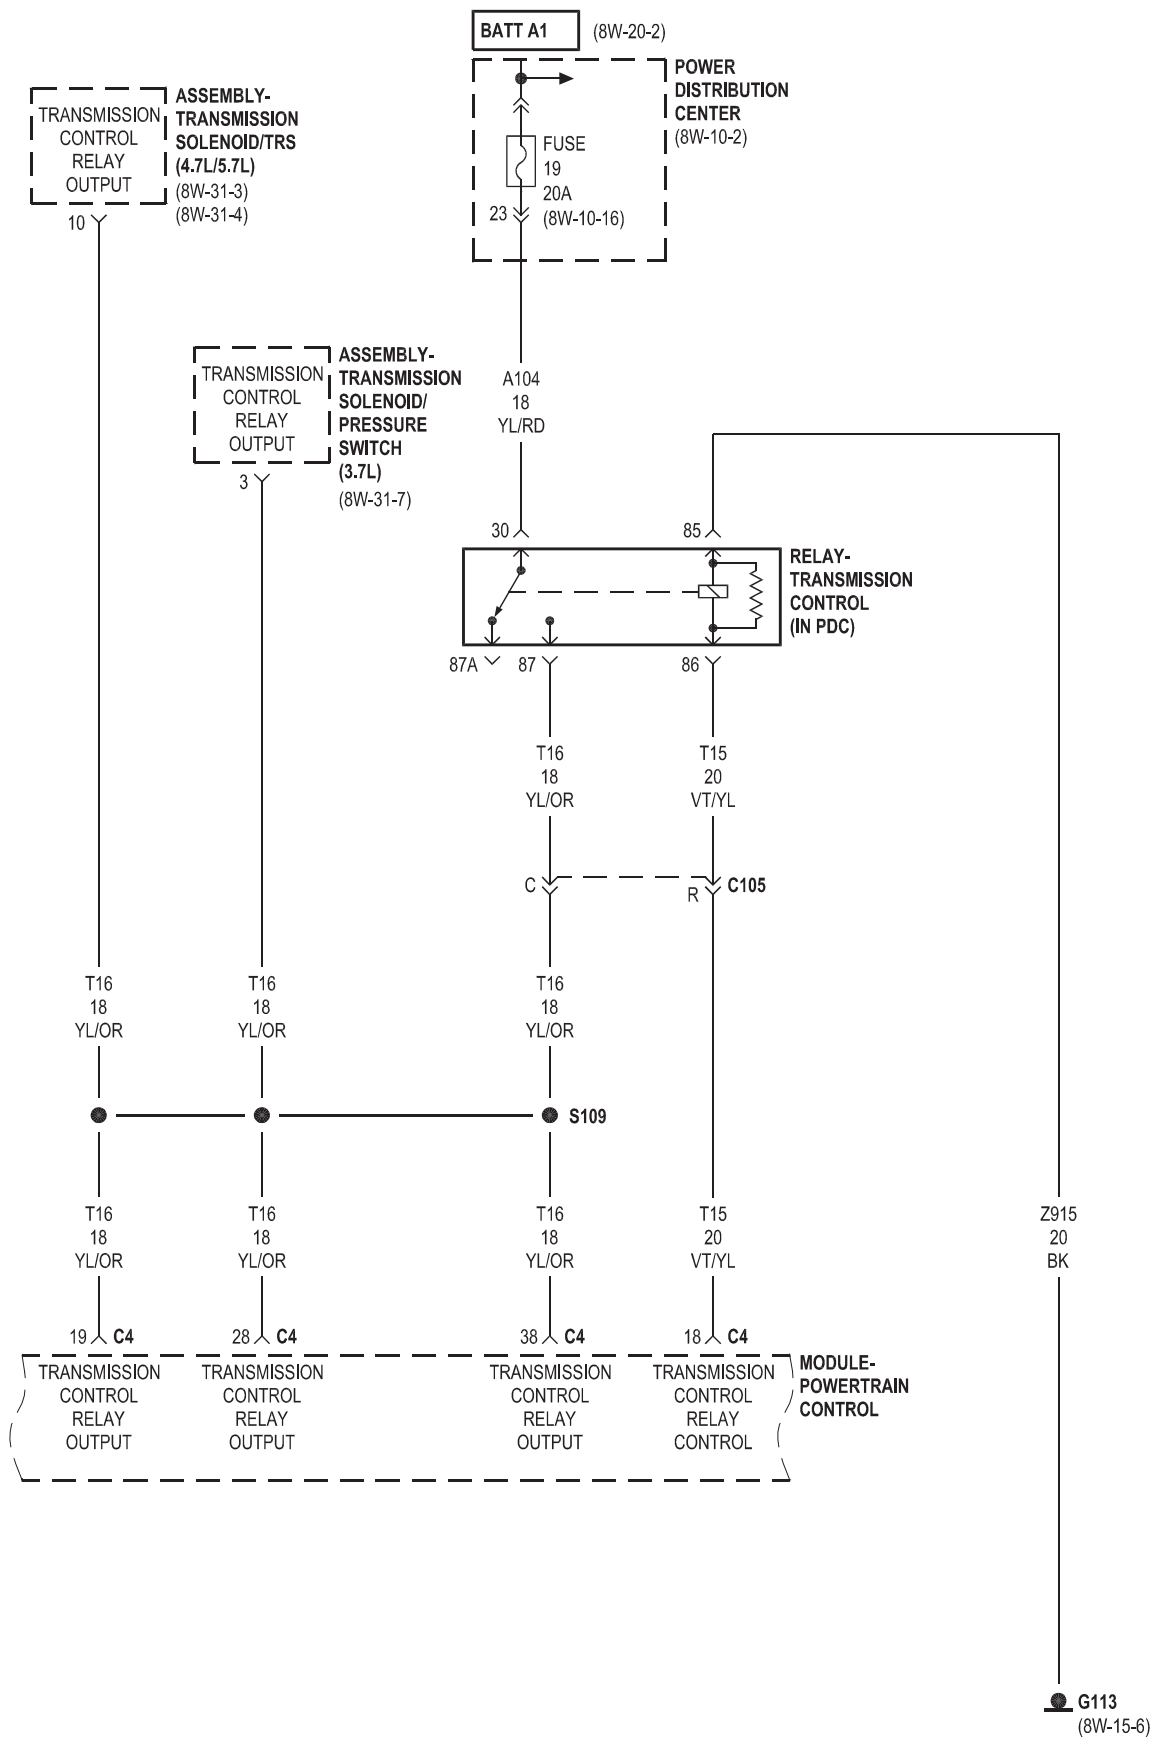 BATT A1
(8W-20-2)
POWER
DISTRIBUTION
CENTER
(8W-10-2)
FUSE
19
20A
(8W-10-16)
23
TRANSMISSION
CONTROL
RELAY
OUTPUT
ASSEMBLY-
TRANSMISSION
SOLENOID/TRS
(4.7L/5.7L)
(8W-31-3)
(8W-31-4)
10
TRANSMISSION
CONTROL
RELAY
OUTPUT
ASSEMBLY-
TRANSMISSION
SOLENOID/
PRESSURE
SWITCH
(3.7L)
(8W-31-7)
3
A104
18
YL/RD
30
85
RELAY-
TRANSMISSION
CONTROL
(IN PDC)
87A
87
86
T16
18
YL/OR
T15
20
VT/YL
C
R
C105
T16
18
YL/OR
T16
18
YL/OR
T16
18
YL/OR
S109
T16
18
YL/OR
T16
18
YL/OR
T16
18
YL/OR
T15
20
VT/YL
Z915
20
BK
19 C4
28 C4
38 C4
18 C4
TRANSMISSION
CONTROL
RELAY
OUTPUT
TRANSMISSION
CONTROL
RELAY
OUTPUT
TRANSMISSION
CONTROL
RELAY
OUTPUT
TRANSMISSION
CONTROL
RELAY
CONTROL
MODULE-
POWERTRAIN
CONTROL
G113
(8W-15-6)